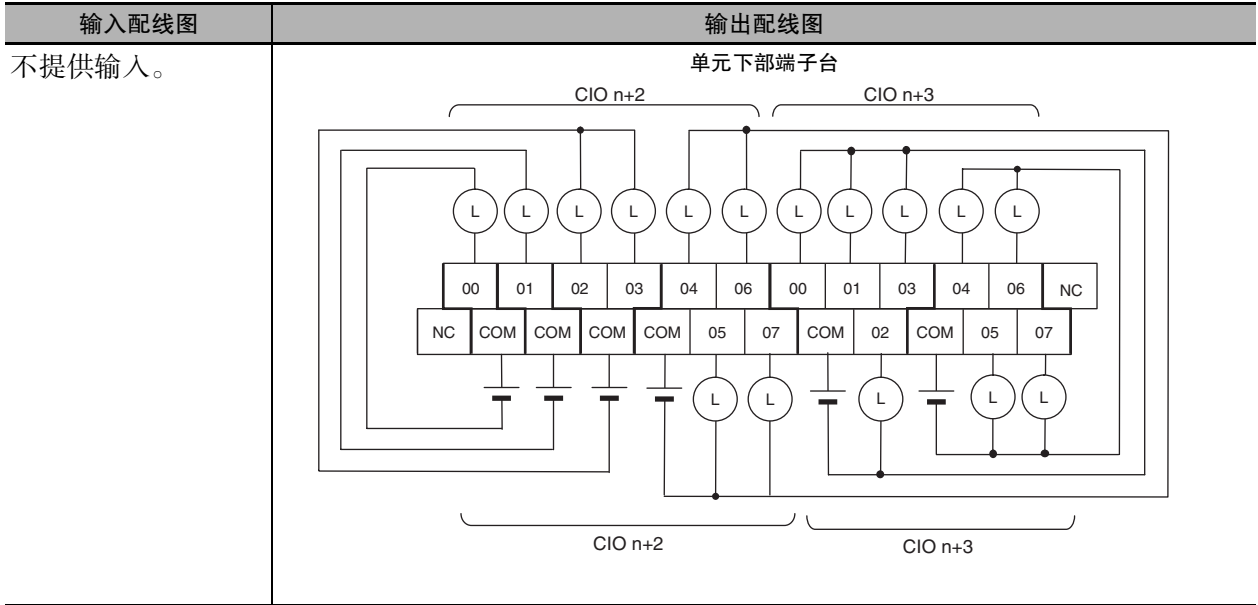 输入配线图 输出配线图
不提供输入。
单元下部端子台
CIO n+2 CIO n+3
L L L L L L L L L L L
00 01 02 03 04 06 00 01 03 04 06 NC
NC COM COM COM COM 05 07 COM 02 COM 05 07
L L L L L
CIO n+2 CIO n+3